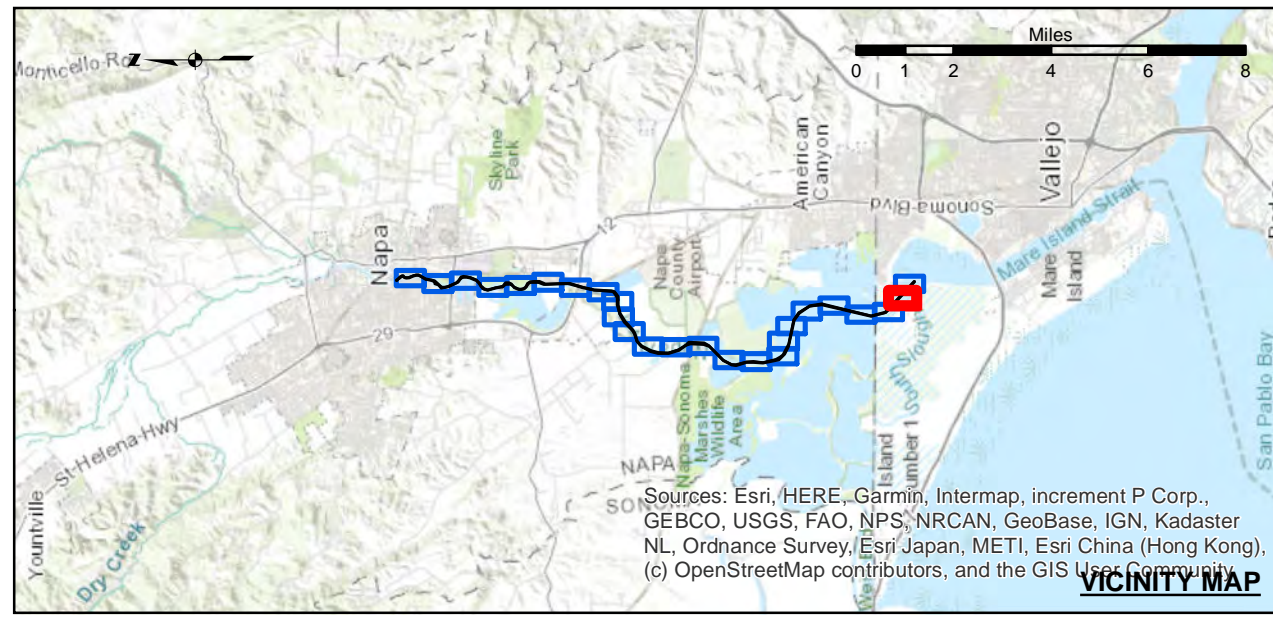 Miles
0 1 2 4 6 8
Z
Monticello-Rd
Skyline
Park
American
Canyon
Vallejo
Sonoma Blvd
12
Napa
Napa
County
Airport
Mare Island-Strait
Mare
Island
29
St-Helena-Hwy
Yountville
Dry Creek
Napa-Sonoma
Marshes
Wildlife
Area
NAPA
Island
Number 1
San Pablo Bay
Sources: Esri, HERE, Garmin, Intermap, increment P Corp.,
GEBCO, USGS, FAO, NPS, NRCAN, GeoBase, IGN, Kadaster
NL, Ordnance Survey, Esri Japan, METI, Esri China (Hong Kong),
(c) OpenStreetMap contributors, and the GIS User Community
VICINITY MAP